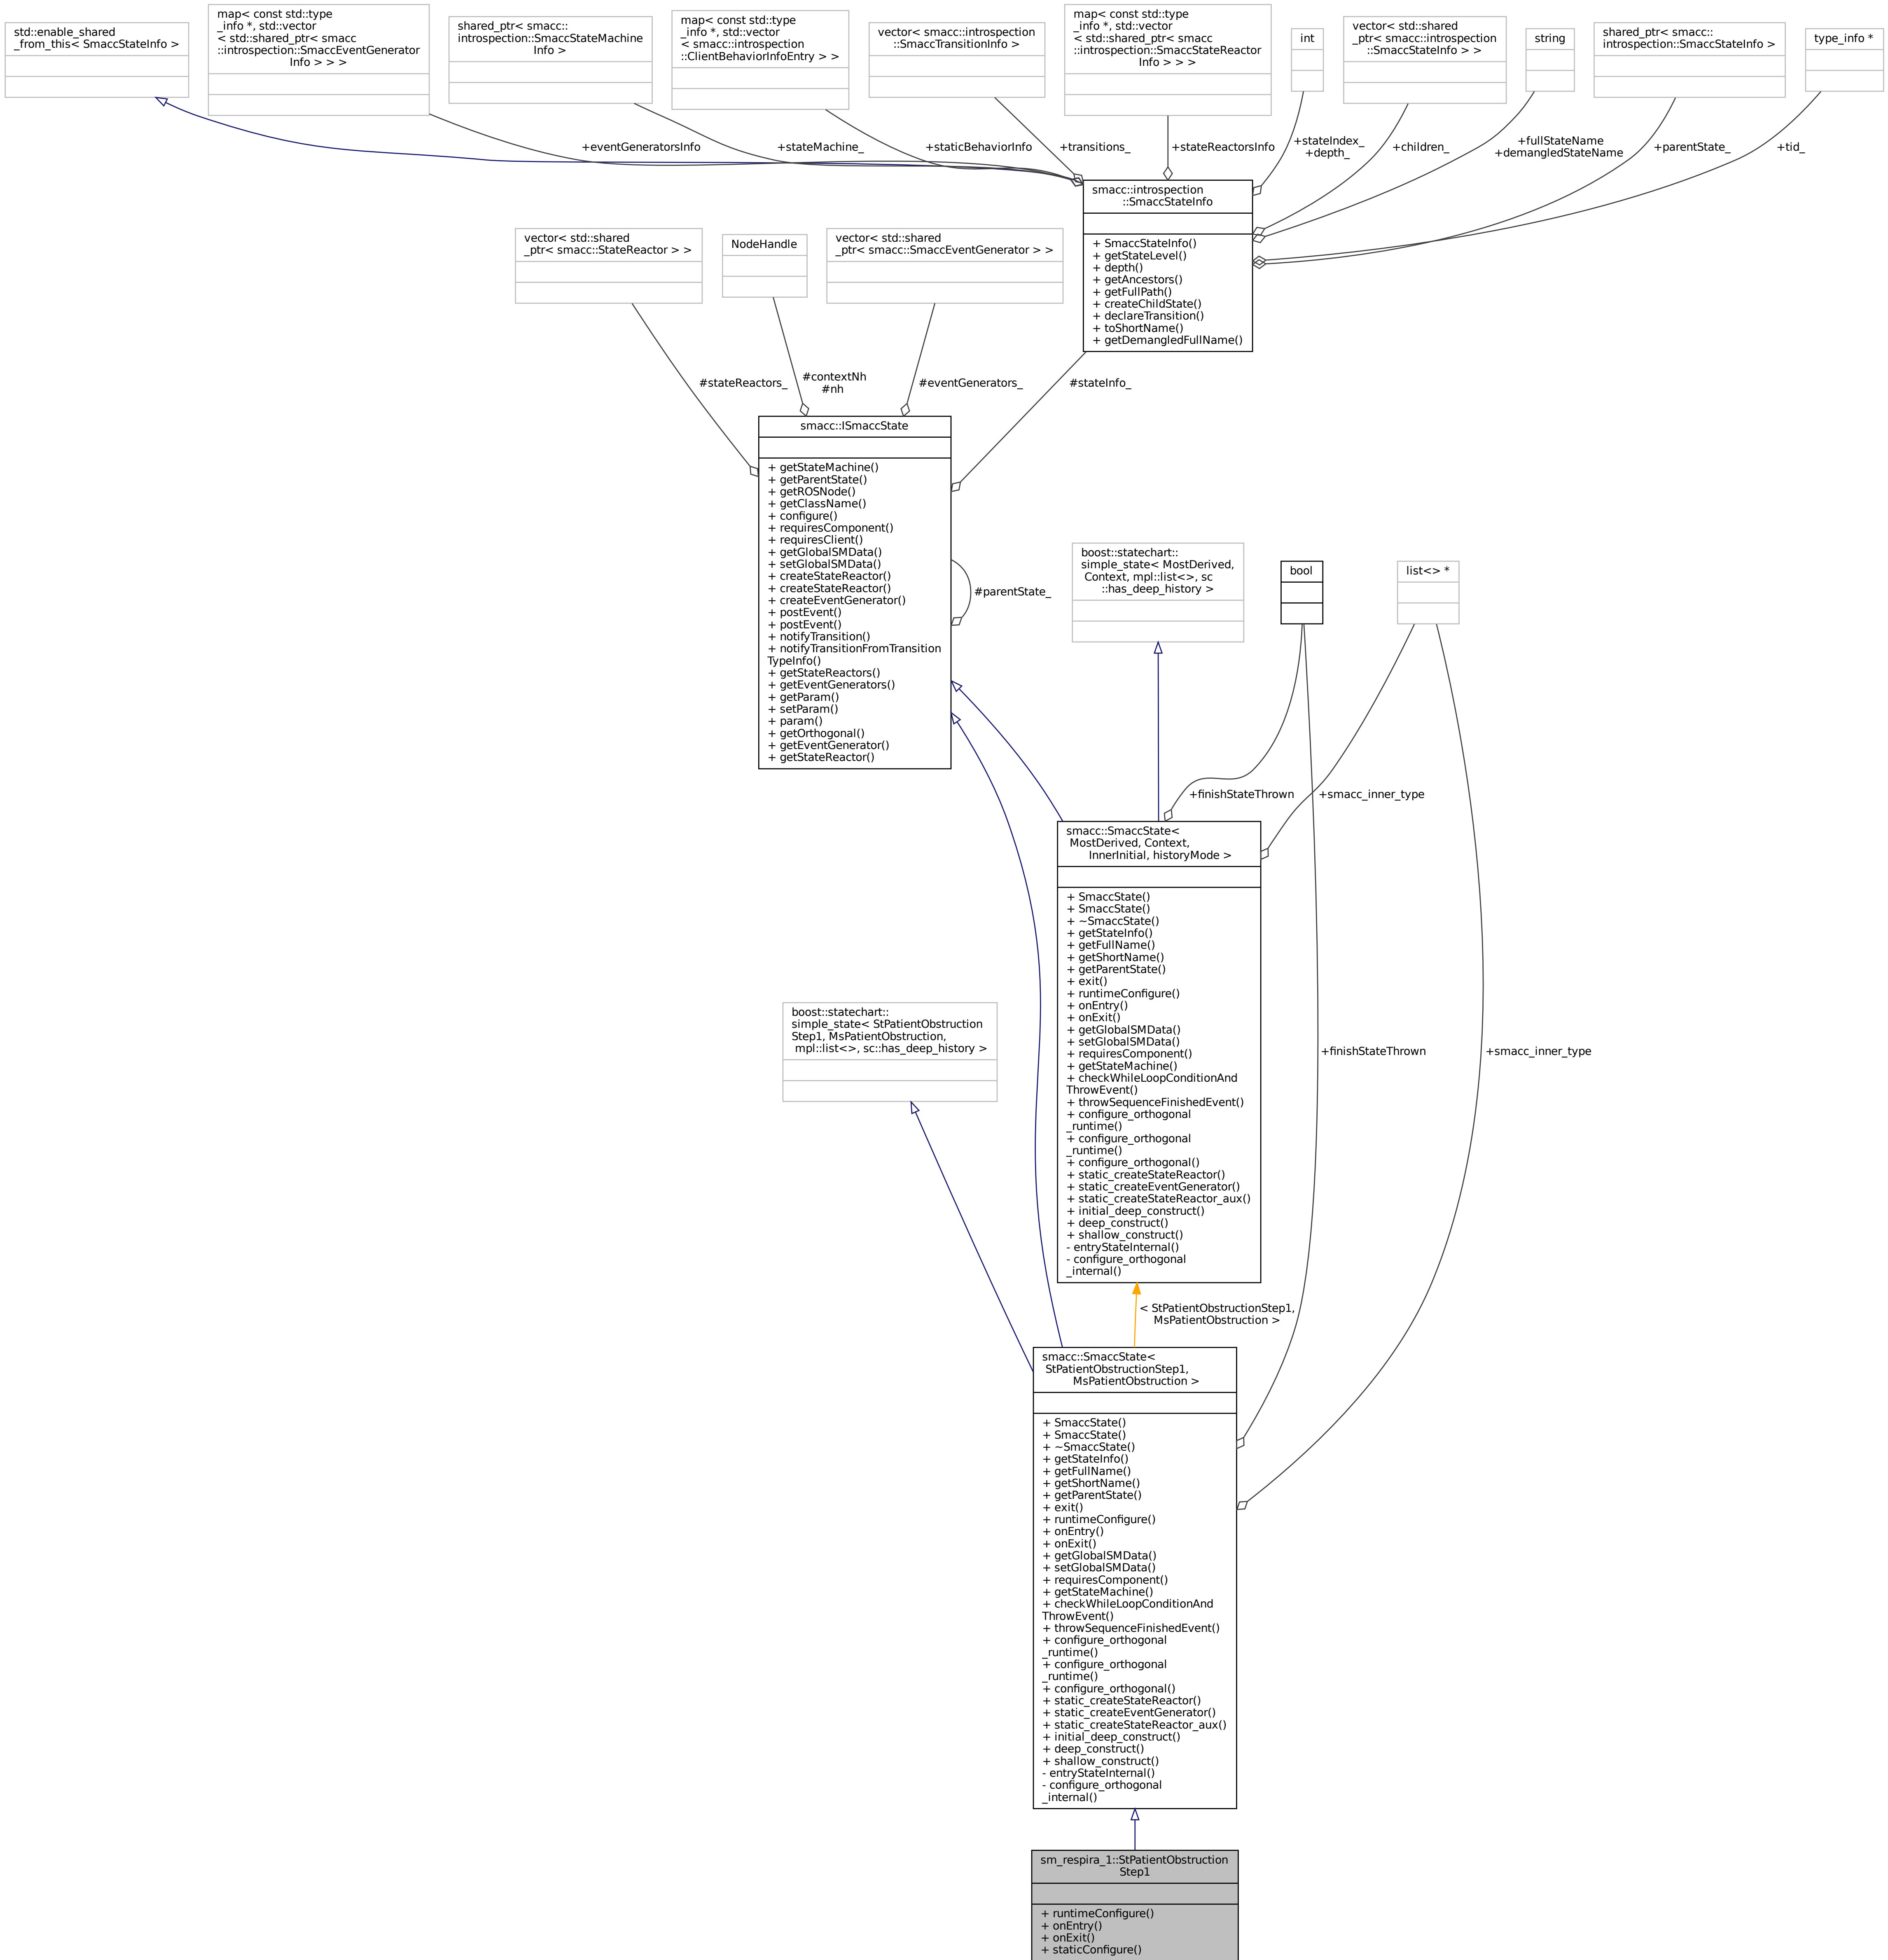 std::enable_shared
_from_this< SmaccStateInfo >
map< const std::type
_info *, std::vector
< std::shared_ptr< smacc
::introspection::SmaccEventGenerator
Info > > >
shared_ptr< smacc::
introspection::SmaccStateMachine
Info >
map< const std::type
_info *, std::vector
< smacc::introspection
::ClientBehaviorInfoEntry > >
vector< smacc::introspection
::SmaccTransitionInfo >
map< const std::type
_info *, std::vector
< std::shared_ptr< smacc
::introspection::SmaccStateReactor
Info > > >
int
vector< std::shared
_ptr< smacc::introspection
::SmaccStateInfo > >
string
shared_ptr< smacc::
introspection::SmaccStateInfo >
type_info *
+eventGeneratorsInfo
+stateMachine_
+staticBehaviorInfo
+transitions_
+stateReactorsInfo
+stateIndex_
+depth_
+children_
+fullStateName
+demangledStateName
+parentState_
+tid_
smacc::introspection
::SmaccStateInfo
+ SmaccStateInfo()
+ getStateLevel()
+ depth()
+ getAncestors()
+ getFullPath()
+ createChildState()
+ declareTransition()
+ toShortName()
+ getDemangledFullName()
vector< std::shared
_ptr< smacc::StateReactor > >
NodeHandle
vector< std::shared
_ptr< smacc::SmaccEventGenerator > >
#stateReactors_
#contextNh
#nh
#eventGenerators_
#stateInfo_
smacc::ISmaccState
+ getStateMachine()
+ getParentState()
+ getROSNode()
+ getClassName()
+ configure()
+ requiresComponent()
+ requiresClient()
+ getGlobalSMData()
+ setGlobalSMData()
+ createStateReactor()
+ createStateReactor()
+ createEventGenerator()
+ postEvent()
+ postEvent()
+ notifyTransition()
+ notifyTransitionFromTransition
TypeInfo()
+ getStateReactors()
+ getEventGenerators()
+ getParam()
+ setParam()
+ param()
+ getOrthogonal()
+ getEventGenerator()
+ getStateReactor()
#parentState_
boost::statechart::
simple_state< MostDerived,
Context, mpl::list<>, sc
::has_deep_history >
bool
list<> *
+finishStateThrown
+smacc_inner_type
smacc::SmaccState<
MostDerived, Context,
InnerInitial, historyMode >
+ SmaccState()
+ SmaccState()
+ ~SmaccState()
+ getStateInfo()
+ getFullName()
+ getShortName()
+ getParentState()
+ exit()
+ runtimeConfigure()
+ onEntry()
+ onExit()
+ getGlobalSMData()
+ setGlobalSMData()
+ requiresComponent()
+ getStateMachine()
+ checkWhileLoopConditionAnd
ThrowEvent()
+ throwSequenceFinishedEvent()
+ configure_orthogonal
_runtime()
+ configure_orthogonal
_runtime()
+ configure_orthogonal()
+ static_createStateReactor()
+ static_createEventGenerator()
+ static_createStateReactor_aux()
+ initial_deep_construct()
+ deep_construct()
+ shallow_construct()
- entryStateInternal()
- configure_orthogonal
_internal()
boost::statechart::
simple_state< StPatientObstruction
Step1, MsPatientObstruction,
mpl::list<>, sc::has_deep_history >
+finishStateThrown
+smacc_inner_type
< StPatientObstructionStep1,
MsPatientObstruction >
smacc::SmaccState<
StPatientObstructionStep1,
MsPatientObstruction >
+ SmaccState()
+ SmaccState()
+ ~SmaccState()
+ getStateInfo()
+ getFullName()
+ getShortName()
+ getParentState()
+ exit()
+ runtimeConfigure()
+ onEntry()
+ onExit()
+ getGlobalSMData()
+ setGlobalSMData()
+ requiresComponent()
+ getStateMachine()
+ checkWhileLoopConditionAnd
ThrowEvent()
+ throwSequenceFinishedEvent()
+ configure_orthogonal
_runtime()
+ configure_orthogonal
_runtime()
+ configure_orthogonal()
+ static_createStateReactor()
+ static_createEventGenerator()
+ static_createStateReactor_aux()
+ initial_deep_construct()
+ deep_construct()
+ shallow_construct()
- entryStateInternal()
- configure_orthogonal
_internal()
sm_respira_1::StPatientObstruction
Step1
+ runtimeConfigure()
+ onEntry()
+ onExit()
+ staticConfigure()